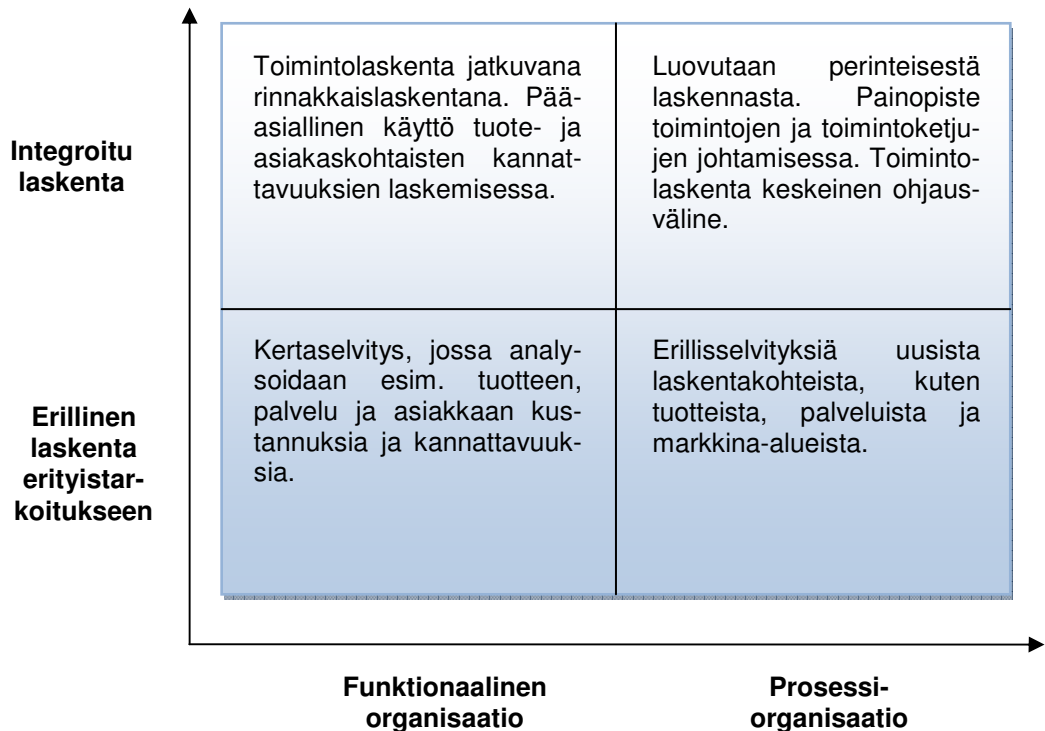 Toimintolaskenta jatkuvana
rinnakkaislaskentana. Pää-
asiallinen käyttö tuote- ja
asiakaskohtaisten kannat-
tavuuksien laskemisessa.
Luovutaan perinteisestä
laskennasta. Painopiste
toimintojen ja toimintoketju-
jen johtamisessa. Toiminto-
laskenta keskeinen ohjaus-
väline.
Integroitu
laskenta
Kertaselvitys, jossa analy-
soidaan esim. tuotteen,
palvelu ja asiakkaan kus-
tannuksia ja kannattavuuk-
sia.
Erillisselvityksiä uusista
laskentakohteista, kuten
tuotteista, palveluista ja
markkina-alueista.
Erillinen
laskenta
erityistar-
koitukseen
Funktionaalinen
organisaatio
Prosessi-
organisaatio